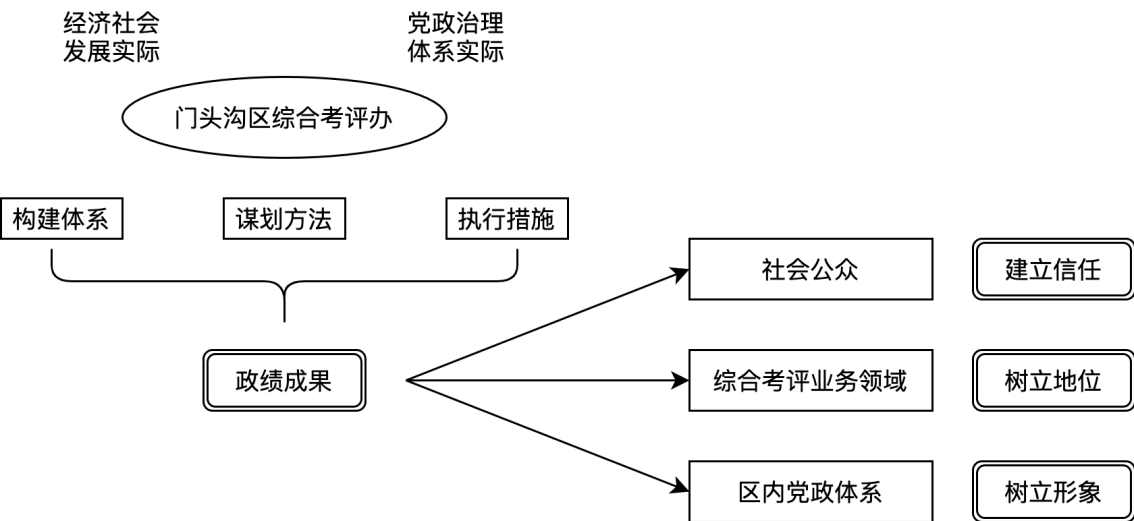 经济社会
发展实际
党政治理
体系实际
门头沟区综合考评办
构建体系
谋划方法
执行措施
政绩成果
社会公众
建立信任
综合考评业务领域
树立地位
区内党政体系
树立形象